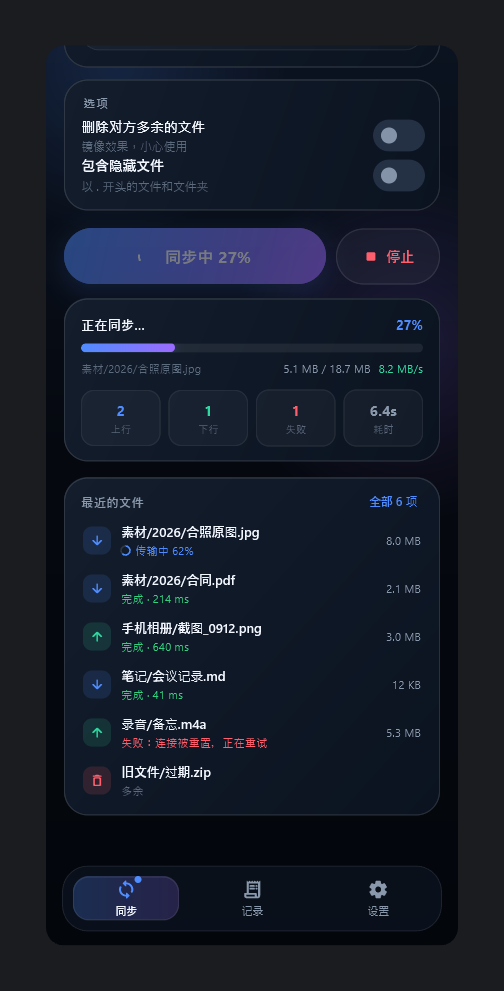 选项
删除对方多余的文件
镜像效果，小心使用
包含隐藏文件
以 . 开头的文件和文件夹
同步中 27%
停止
正在同步...
27%
素材/2026/合照原图.jpg
5.1 MB / 18.7 MB 8.2 MB/s
2
上行
1
下行
1
失败
6.4s
耗时
最近的文件
全部 6 项
素材/2026/合照原图.jpg
传输中 62%
8.0 MB
素材/2026/合同.pdf
完成 · 214 ms
2.1 MB
手机相册/截图_0912.png
完成 · 640 ms
3.0 MB
笔记/会议记录.md
完成 · 41 ms
12 KB
录音/备忘.m4a
失败：连接被重置，正在重试
5.3 MB
旧文件/过期.zip
多余
同步
记录
设置